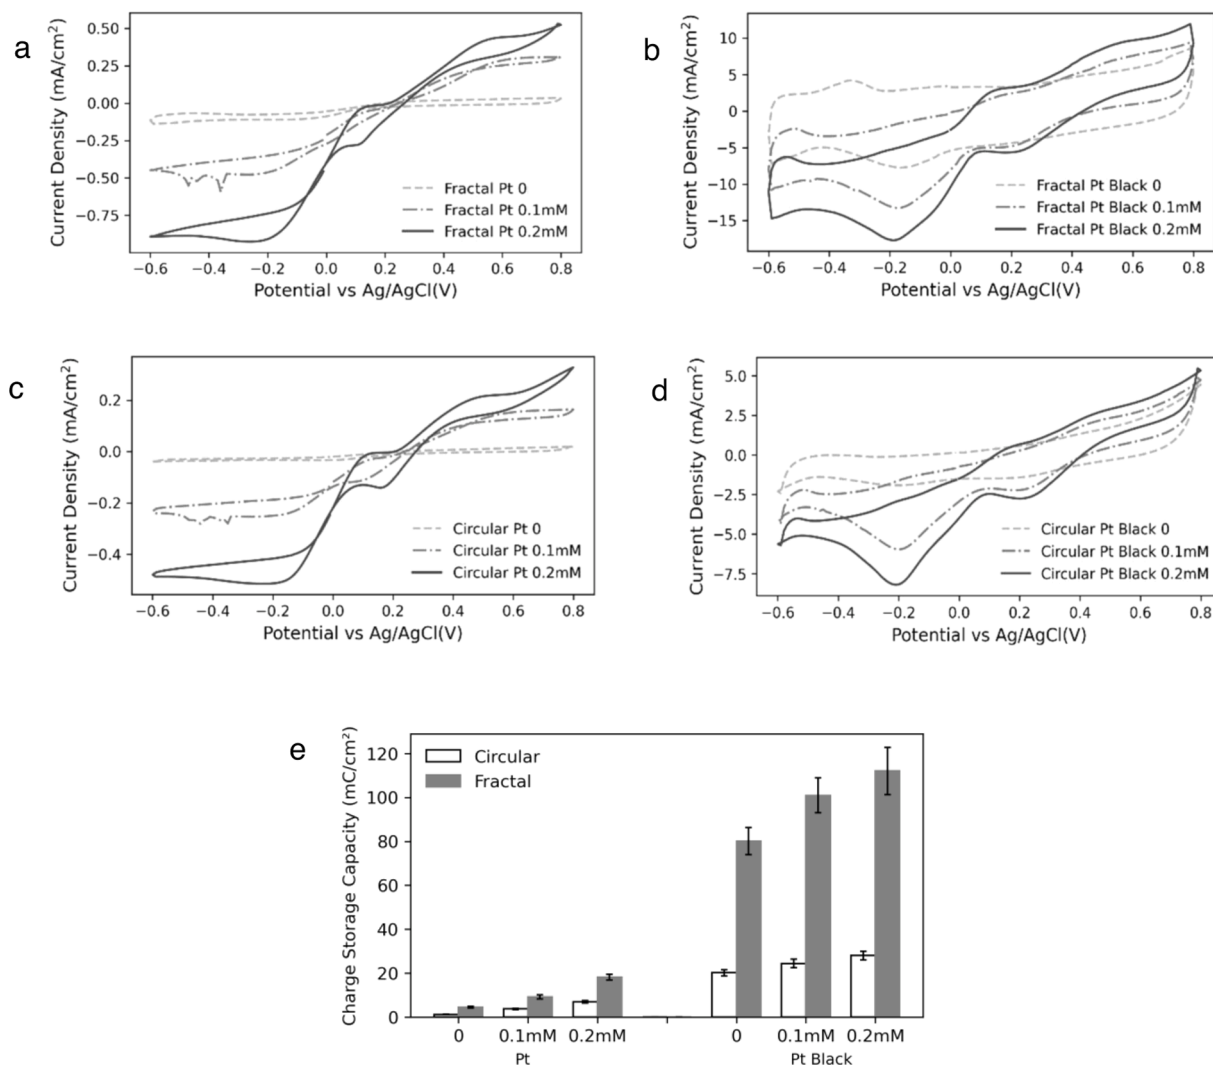 a
Current Density (mA/cm²)
0.50
0.25
0.00
−0.25
−0.50
−0.75
Fractal Pt 0
Fractal Pt 0.1mM
Fractal Pt 0.2mM
−0.6 −0.4 −0.2 0.0 0.2 0.4 0.6 0.8
Potential vs Ag/AgCl(V)
b
Current Density (mA/cm²)
10
5
0
−5
−10
−15
Fractal Pt Black 0
Fractal Pt Black 0.1mM
Fractal Pt Black 0.2mM
−0.6 −0.4 −0.2 0.0 0.2 0.4 0.6 0.8
Potential vs Ag/AgCl(V)
c
Current Density (mA/cm²)
0.2
0.0
−0.2
−0.4
Circular Pt 0
Circular Pt 0.1mM
Circular Pt 0.2mM
−0.6 −0.4 −0.2 0.0 0.2 0.4 0.6 0.8
Potential vs Ag/AgCl(V)
d
Current Density (mA/cm²)
5.0
2.5
0.0
−2.5
−5.0
−7.5
Circular Pt Black 0
Circular Pt Black 0.1mM
Circular Pt Black 0.2mM
−0.6 −0.4 −0.2 0.0 0.2 0.4 0.6 0.8
Potential vs Ag/AgCl(V)
e
Charge Storage Capacity (mC/cm²)
120
100
80
60
40
20
0
Circular
Fractal
0 0.1mM 0.2mM 0 0.1mM 0.2mM
Pt Pt Black